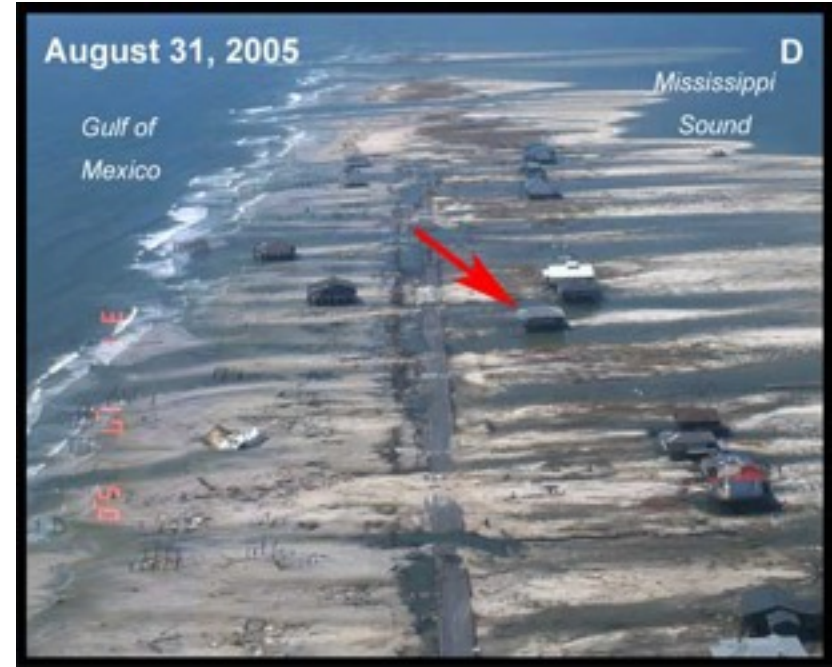 August 31, 2005
D
Gulf of
Mexico
Mississippi
Sound